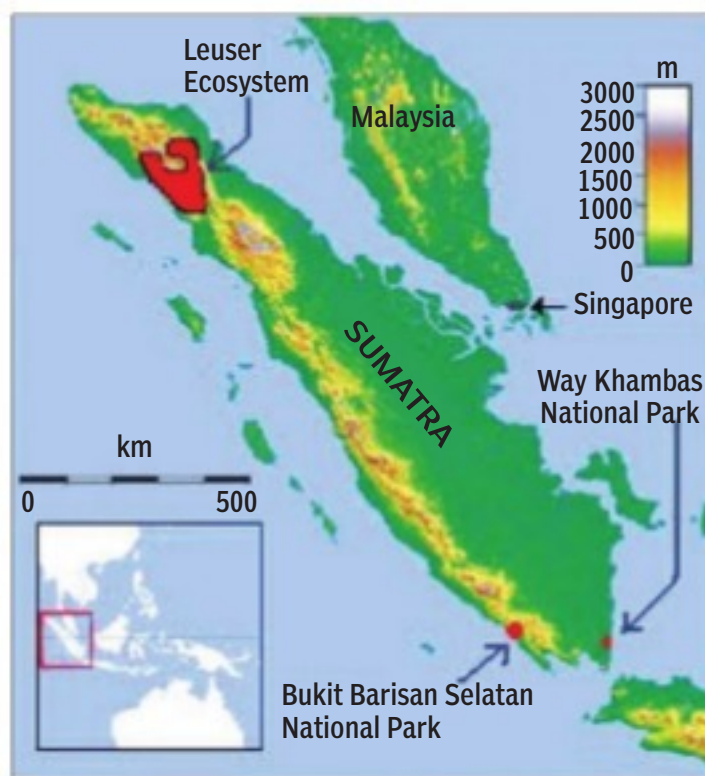 Leuser
Ecosystem
Malaysia
m
3000
2500
2000
1500
1000
500
0
Singapore
SUMATRA
Way Khambas
National Park
km
0 500
Bukit Barisan Selatan
National Park